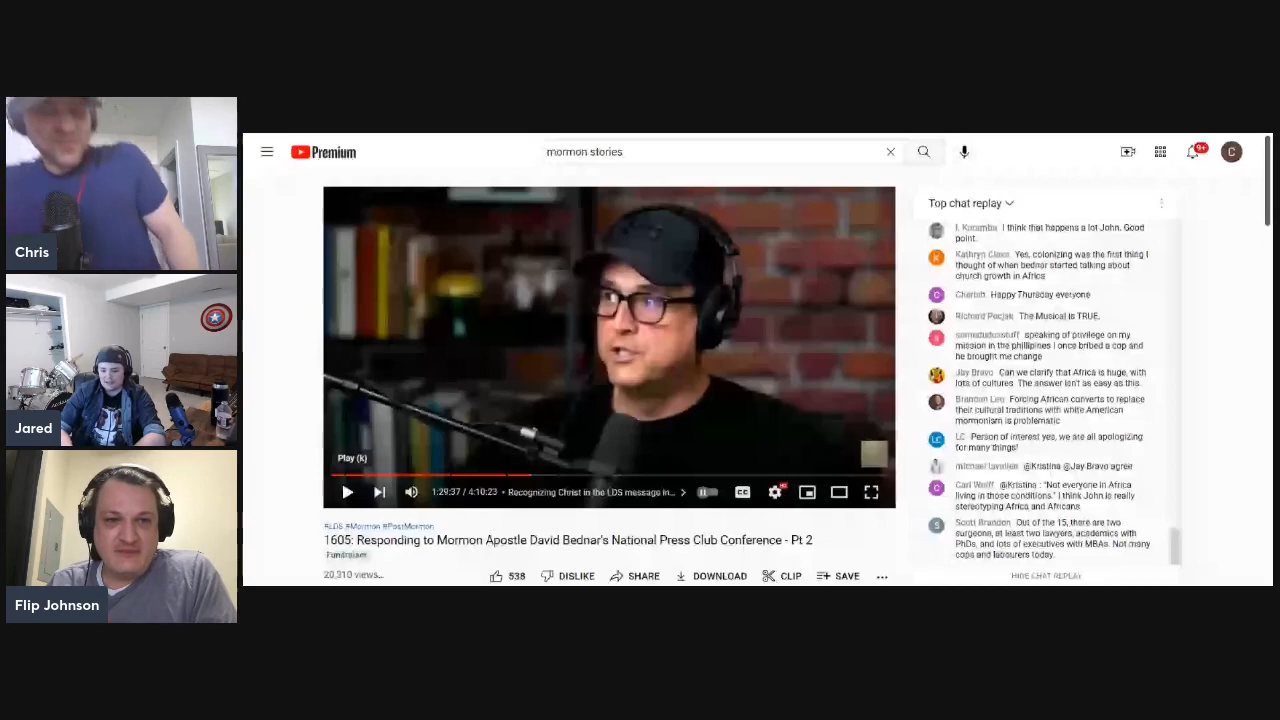 Chris
Jared
Flip Johnson
Premium
mormon stories
9+
C
Play (k)
1:29:37 / 4:10:23 • Recognizing Christ in the LDS message in...
CC
#LDS #Mormon #PostMormon
1605: Responding to Mormon Apostle David Bednar's National Press Club Conference - Pt 2
Fundraiser
20,310 views...
538
DISLIKE
SHARE
DOWNLOAD
CLIP
SAVE
Top chat replay
I think that happens a lot John. Good
point.
K
Yes, colonizing was the first thing I
thought of when bednar started talking about
church growth in Africa
C
Happy Thursday everyone
The Musical is TRUE.
speaking of privilege on my
mission in the phillipines I once bribed a cop and
he brought me change
Jay Bravo Can we clarify that Africa is huge, with
lots of cultures. The answer isn't as easy as this.
Forcing African converts to replace
their cultural traditions with white American
mormonism is problematic
LC
LC Person of interest yes, we are all apologizing
for many things!
@Kristina @Jay Bravo agree
C
Carl Wolff @Kristina : "Not everyone in Africa
living in those conditions." I think John is really
stereotyping Africa and Africans
S
Scott Brandon Out of the 15, there are two
surgeons, at least two lawyers, academics with
PhDs, and lots of executives with MBAs. Not many
cops and labourers today.
HIDE CHAT REPLAY